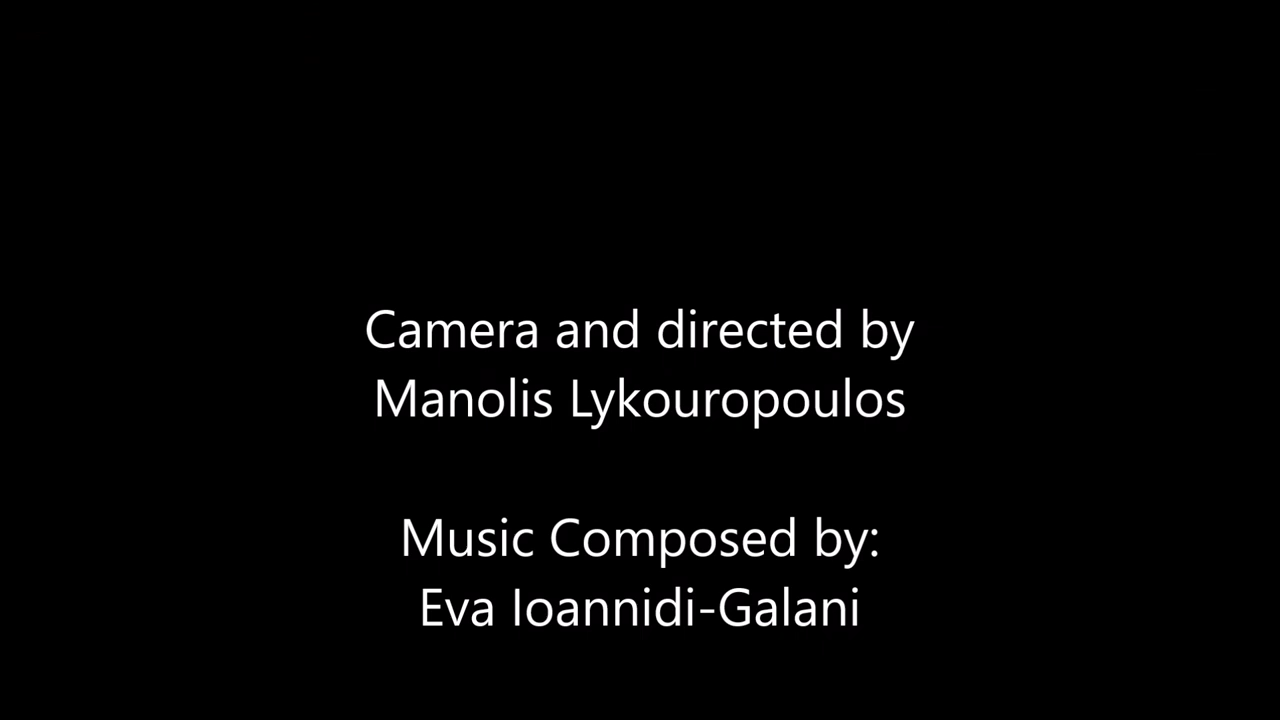 Camera and directed by
Manolis Lykouropoulos
Music Composed by:
Eva Ioannidi-Galani